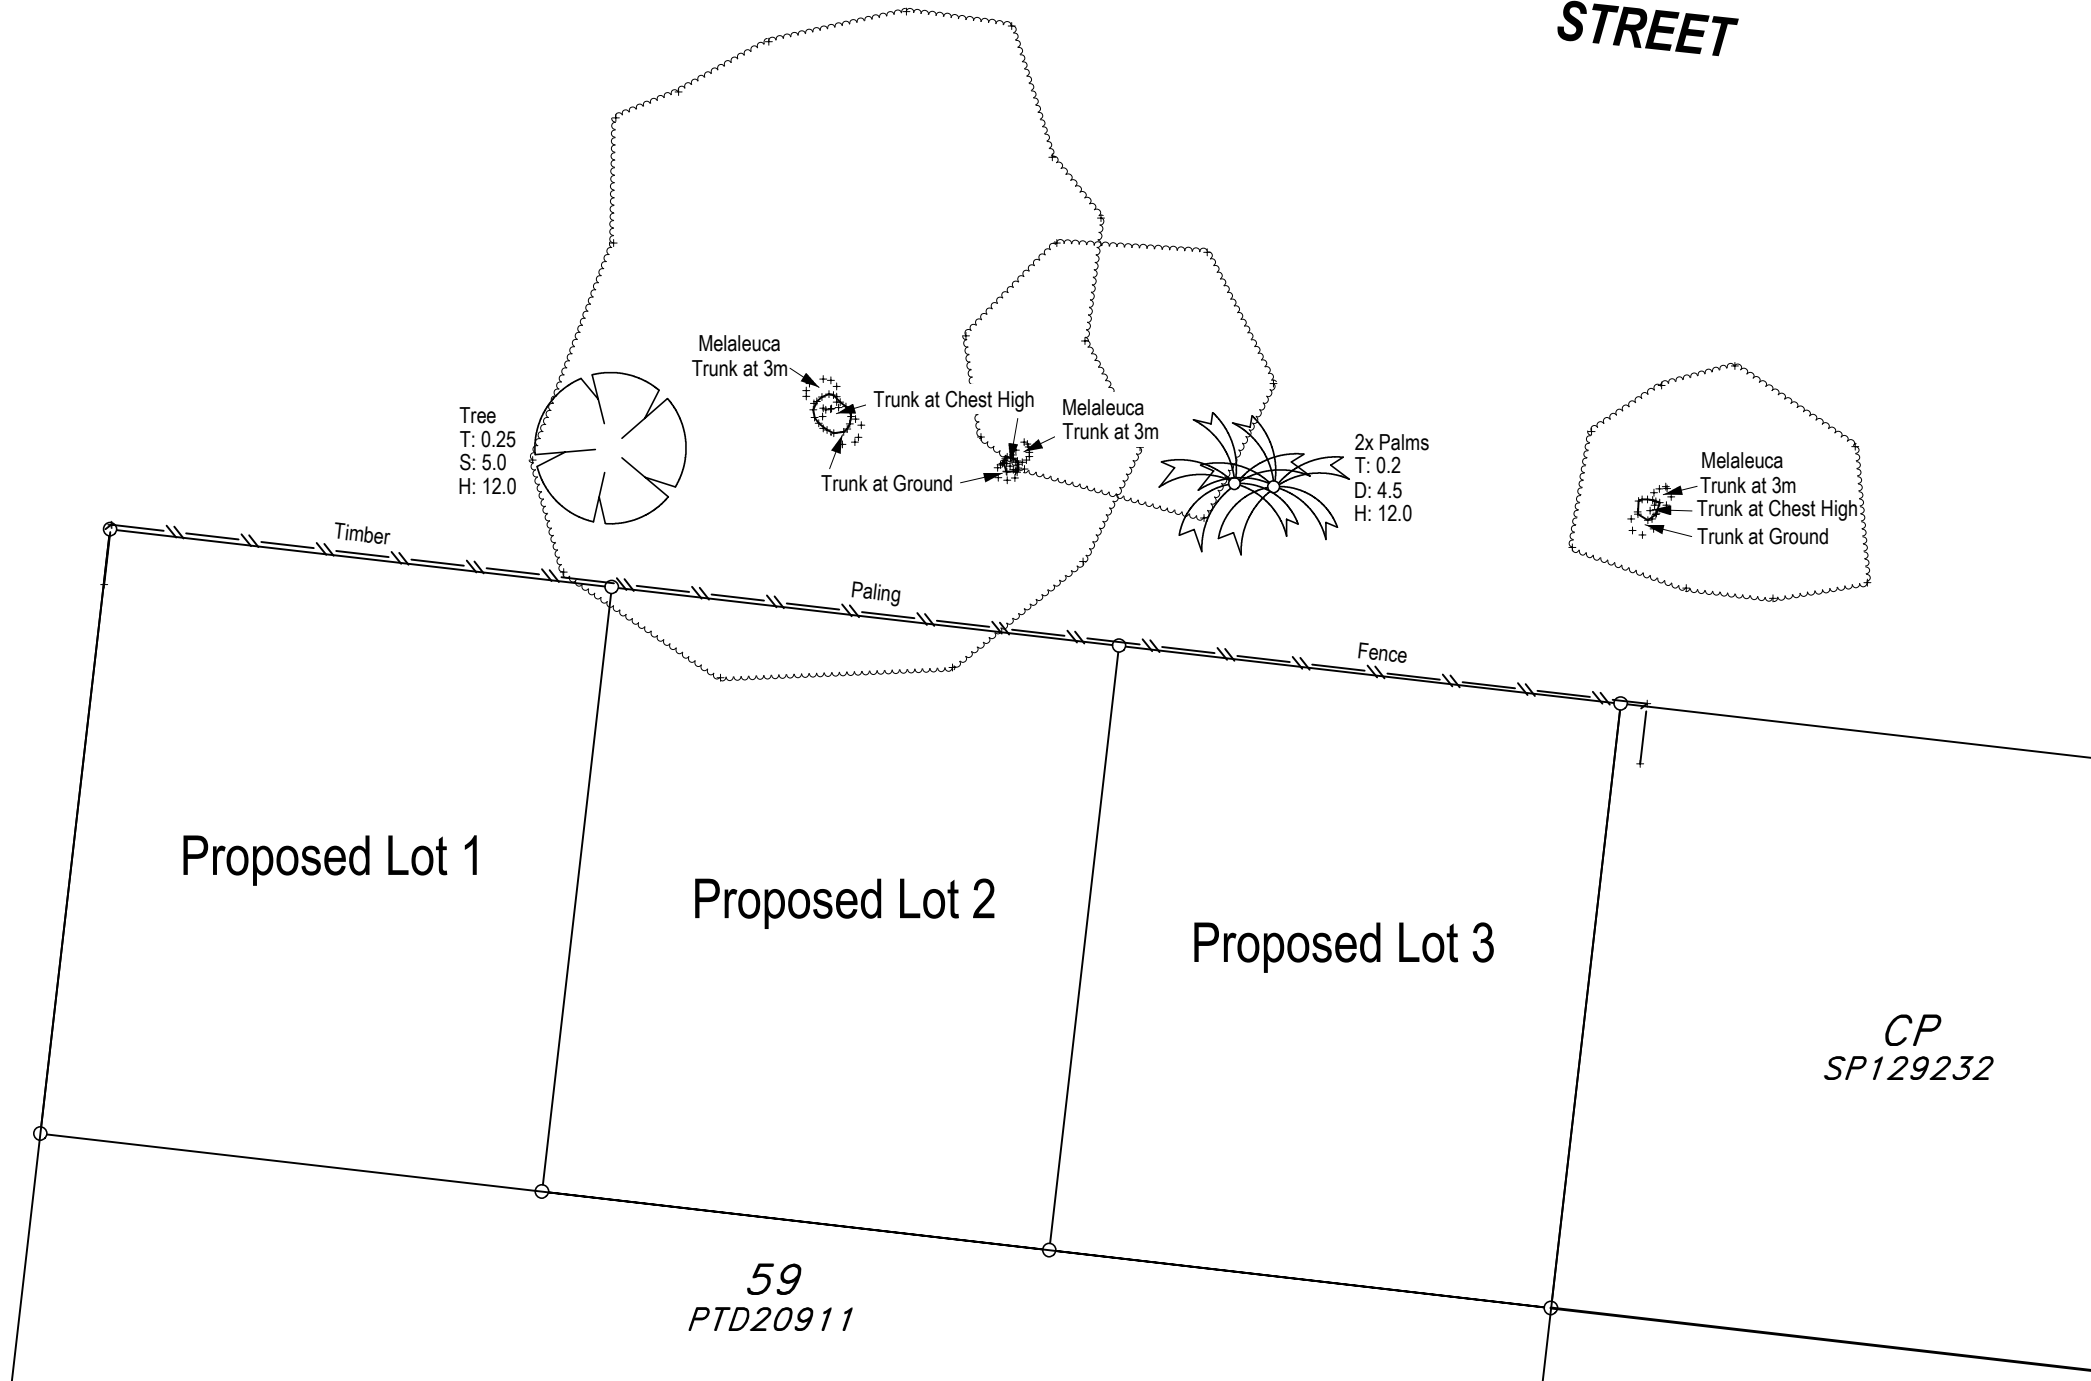 STREET
Melaleuca
Trunk at 3m
Trunk at Chest High
Trunk at Ground
Melaleuca
Trunk at 3m
Tree
T: 0.25
S: 5.0
H: 12.0
2x Palms
T: 0.2
D: 4.5
H: 12.0
Melaleuca
Trunk at 3m
Trunk at Chest High
Trunk at Ground
Timber
Paling
Fence
Proposed Lot 1
Proposed Lot 2
Proposed Lot 3
CP
SP129232
59
PTD20911